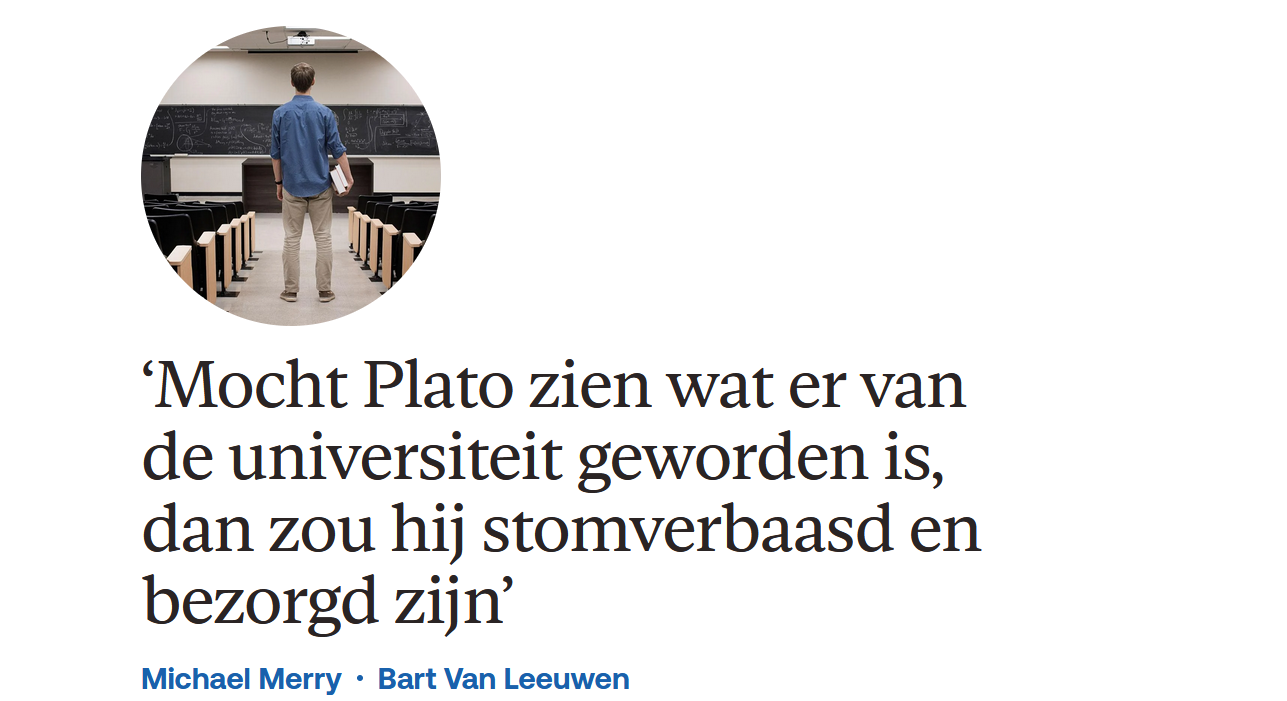 ‘Mocht Plato zien wat er van
de universiteit geworden is,
dan zou hij stomverbaasd en
bezorgd zijn’
Michael Merry • Bart Van Leeuwen